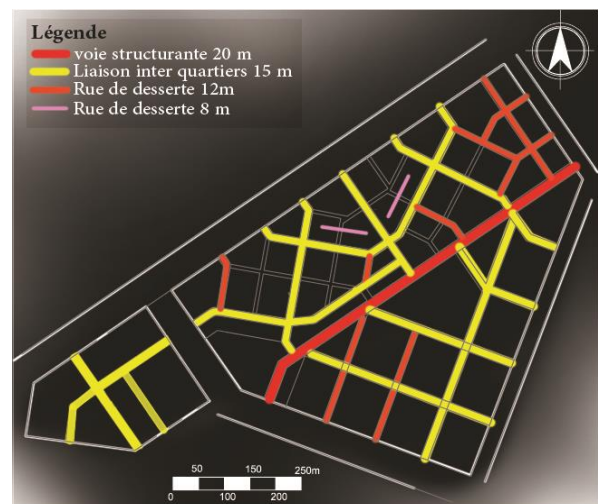 Légende
voie structurante 20 m
Liaison inter quartiers 15 m
Rue de desserte 12m
Rue de desserte 8 m
50 150 250m
0 100 200